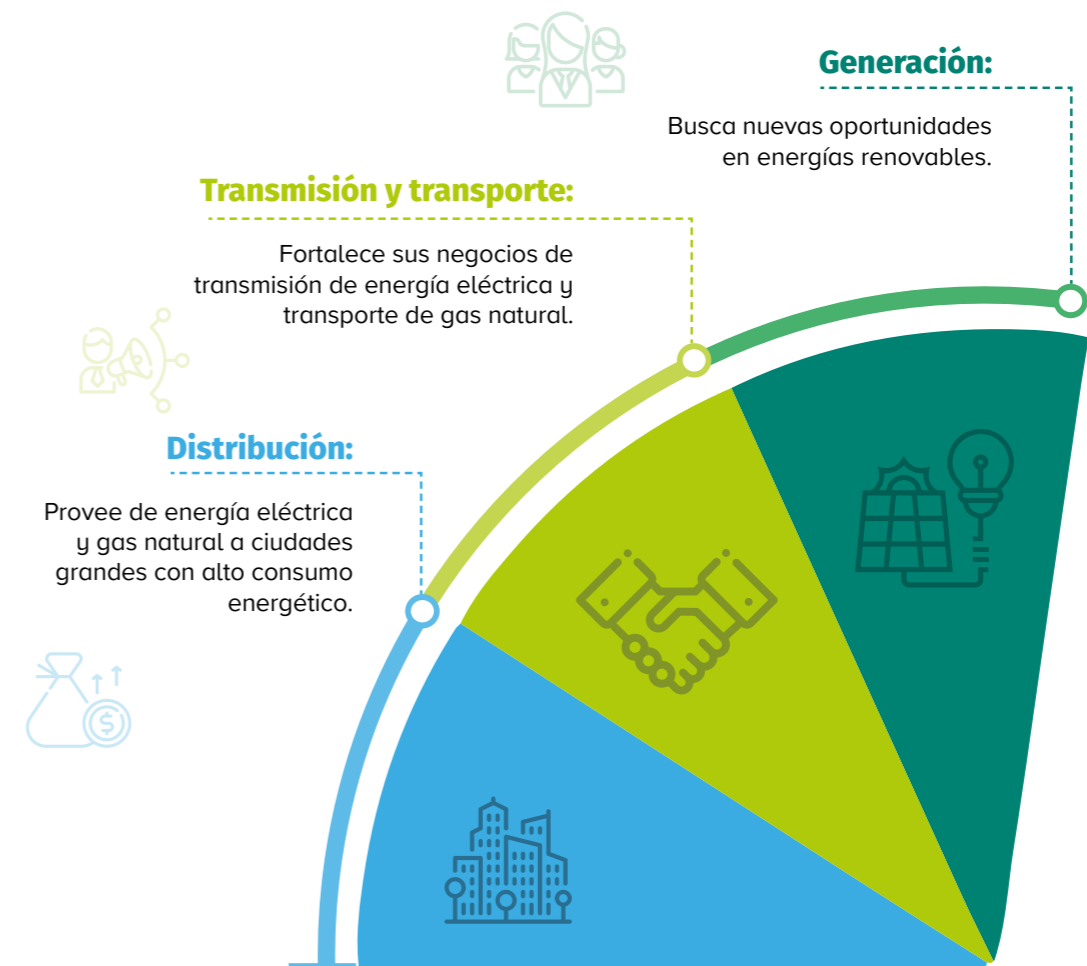 Generación:
Busca nuevas oportunidades
en energías renovables.
Transmisión y transporte:
Fortalece sus negocios de
transmisión de energía eléctrica y
transporte de gas natural.
Distribución:
Provee de energía eléctrica
y gas natural a ciudades
grandes con alto consumo
energético.